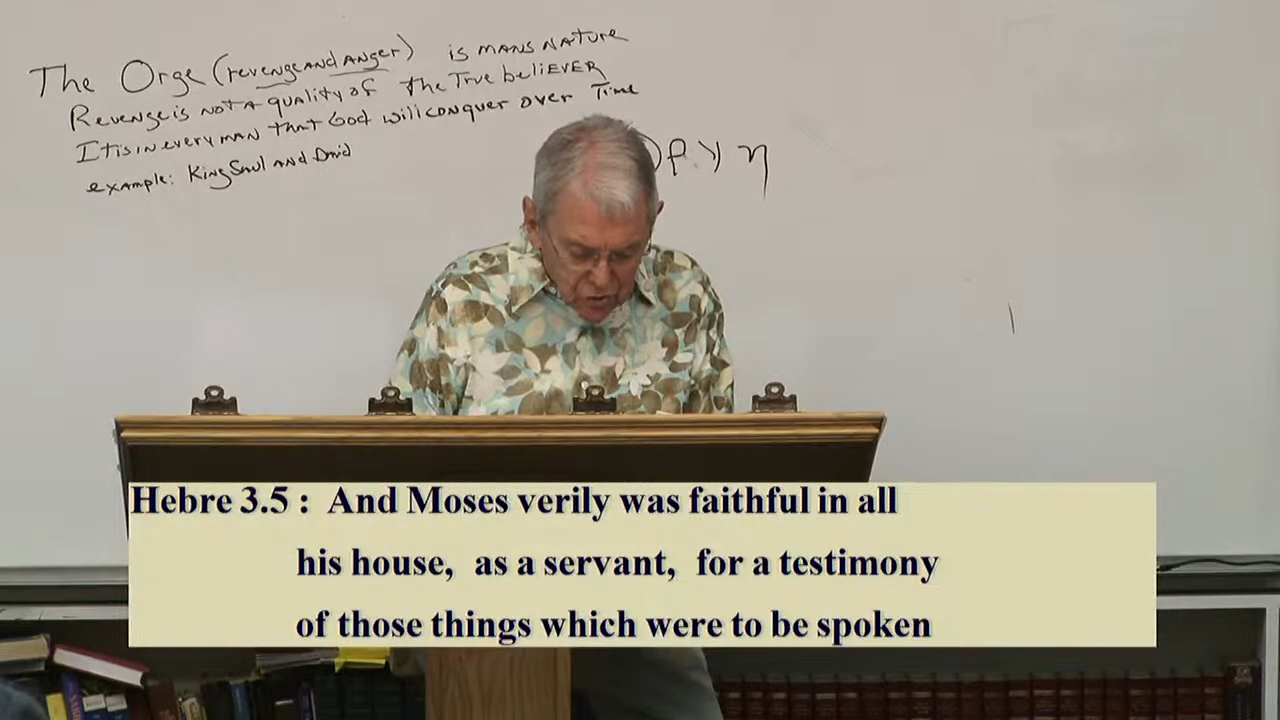 The Orge (revenge and anger) is mans nature
Revenge is not a quality of the True believer
It is in every man that God will conquer over Time
example: King Saul and David
ργη
Hebre 3.5 : And Moses verily was faithful in all
his house, as a servant, for a testimony
of those things which were to be spoken